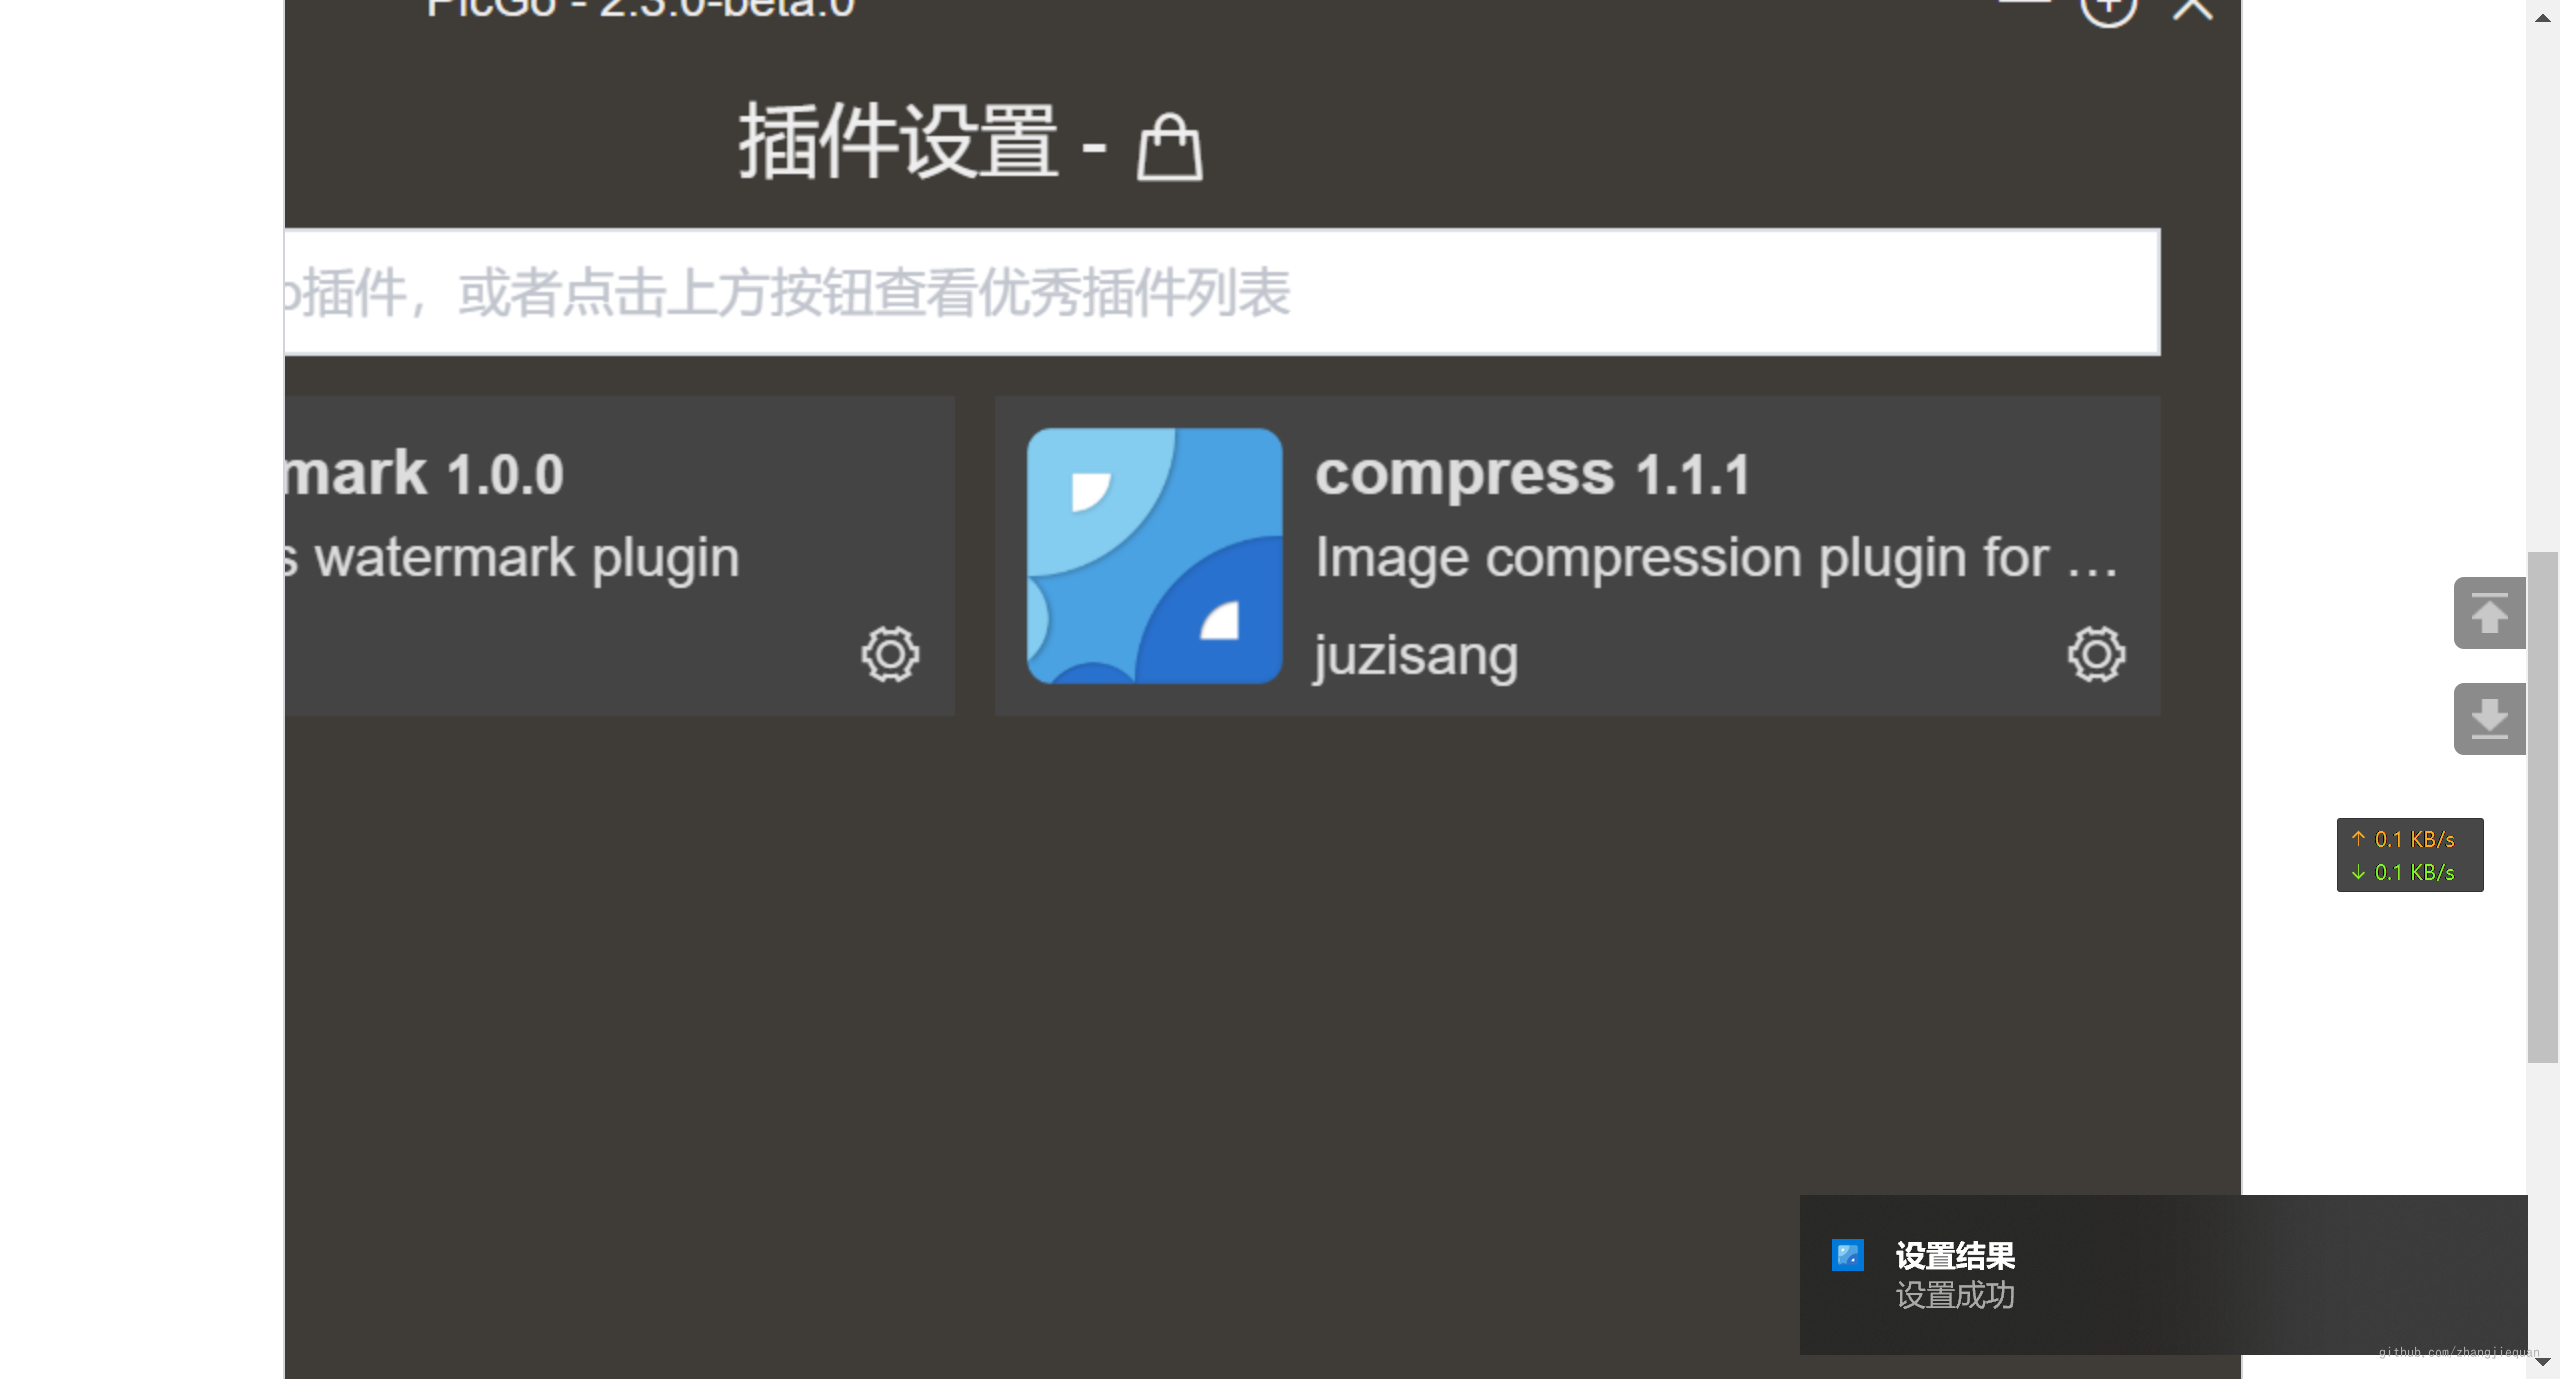 PicGo - 2.3.0-beta.0
插件设置 -
o插件，或者点击上方按钮查看优秀插件列表
mark 1.0.0
s watermark plugin
compress 1.1.1
Image compression plugin for ...
juzisang
↑ 0.1 KB/s
↓ 0.1 KB/s
设置结果
设置成功
github.com/zhangjiequan